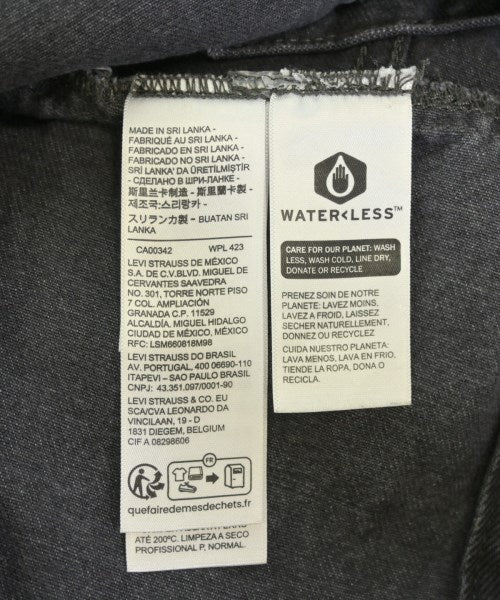 MADE IN SRI LANKA -
FABRIQUÉ AU SRI LANKA -
FABRICADO EN SRI LANKA -
FABRICADO NO SRI LANKA -
SRİ LANKA' DA ÜRETİLMİŞTİR
- СДЕЛАНО В ШРИ-ЛАНКЕ -
斯里兰卡制造 - 斯里蘭卡製 -
제조국:스리랑카 -
スリランカ製 - BUATAN SRI
LANKA
CA00342 WPL 423
LEVI STRAUSS DE MÉXICO
S.A. DE C.V.BLVD. MIGUEL DE
CERVANTES SAAVEDRA
NO. 301, TORRE NORTE PISO
7 COL. AMPLIACIÓN
GRANADA C.P. 11529
ALCALDÍA. MIGUEL HIDALGO
CIUDAD DE MÉXICO, MÉXICO
RFC: LSM660818M98
LEVI STRAUSS DO BRASIL
AV. PORTUGAL, 400 06690-110
ITAPEVI – SAO PAULO BRASIL
CNPJ: 43.351.097/0001-90
LEVI STRAUSS & CO. EU
SCA/CVA LEONARDO DA
VINCILAAN, 19 - D
1831 DIEGEM, BELGIUM
CIF A 08298606
FR
quefairedemesdechets.fr
ATÉ 200ºC. LIMPEZA A SECO
PROFISSIONAL P, NORMAL.
WATER<LESS™
CARE FOR OUR PLANET: WASH
LESS, WASH COLD, LINE DRY,
DONATE OR RECYCLE
PRENEZ SOIN DE NOTRE
PLANETE: LAVEZ MOINS,
LAVEZ A FROID, LAISSEZ
SECHER NATURELLEMENT,
DONNEZ OU RECYCLEZ
CUIDA NUESTRO PLANETA:
LAVA MENOS, LAVA EN FRIO,
TIENDE LA ROPA, DONA O
RECICLA.